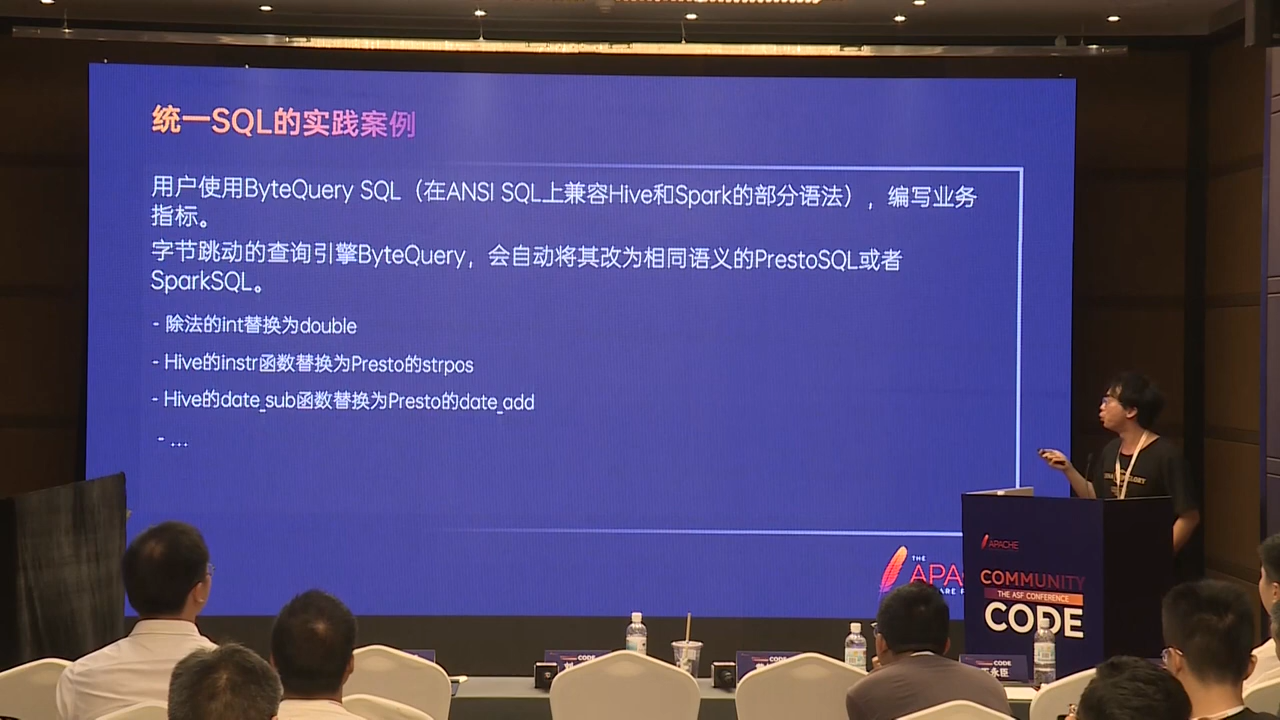 统一SQL的实践案例
用户使用ByteQuery SQL（在ANSI SQL上兼容Hive和Spark的部分语法），编写业务
指标。
字节跳动的查询引擎ByteQuery，会自动将其改为相同语义的PrestoSQL或者
SparkSQL。
- 除法的int替换为double
- Hive的instr函数替换为Presto的strpos
- Hive的date_sub函数替换为Presto的date_add
- ...
THE
APA
ARE F
APACHE
COMMUNITY
THE ASF CONFERENCE
CODE
CODE
CODE
CODE